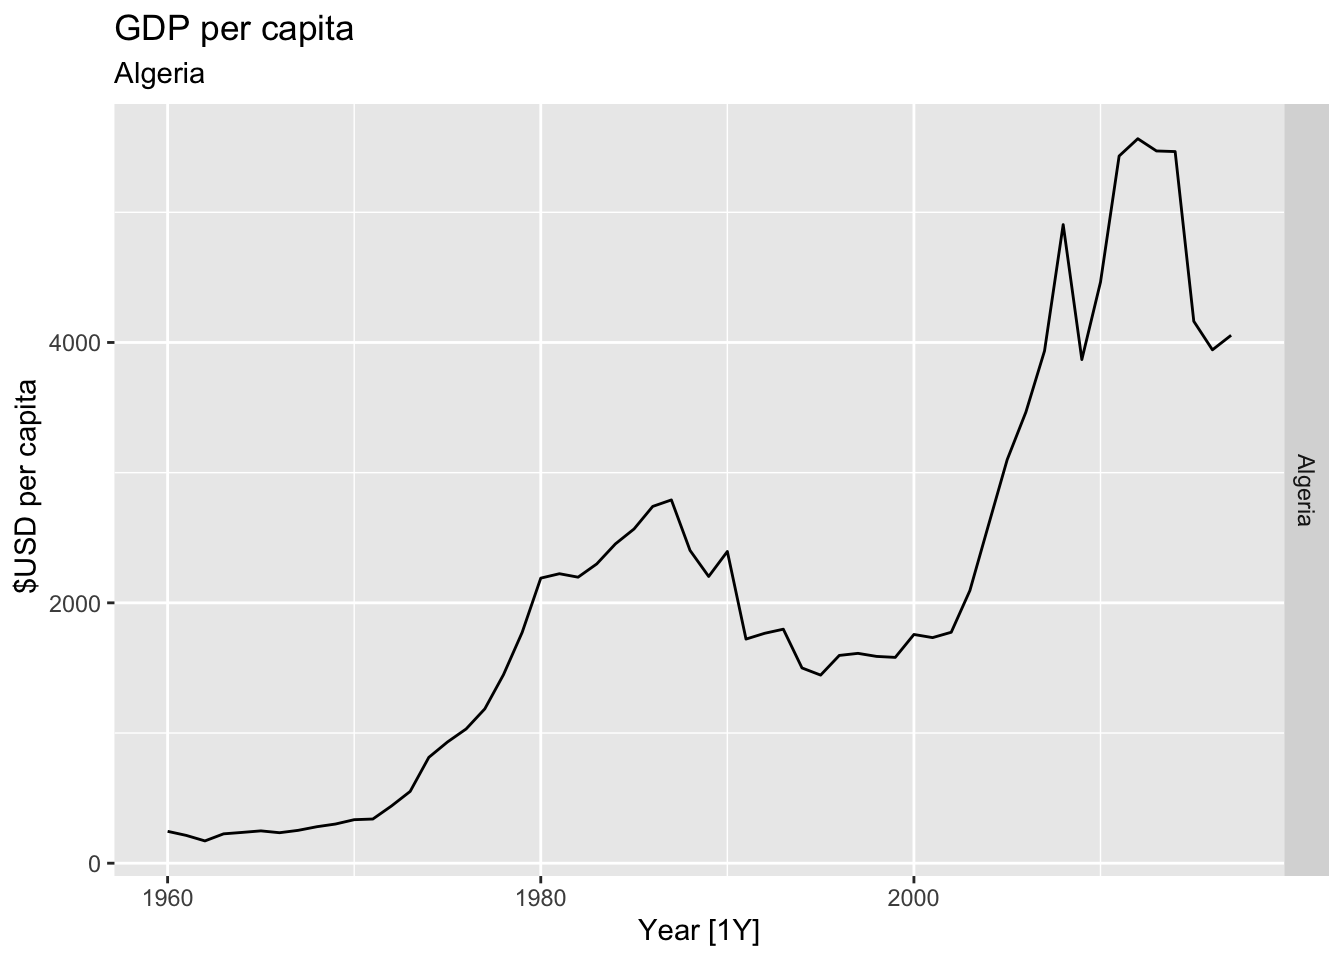 GDP per capita
Algeria
$USD per capita
4000
2000
0
Algeria
1960
1980
2000
Year [1Y]